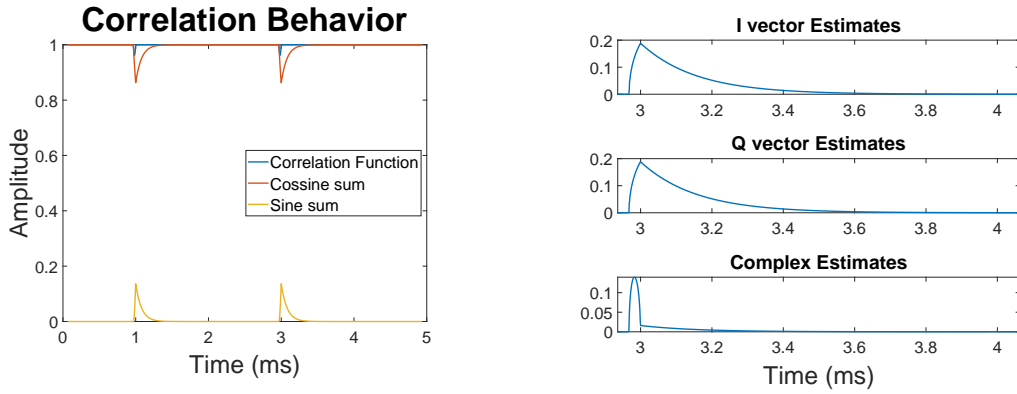 Correlation Behavior
1
0.8
0.6
0.4
0.2
0
Amplitude
Correlation Function
Cossine sum
Sine sum
0 1 2 3 4 5
Time (ms)
I vector Estimates
0.2
0.1
0
3 3.2 3.4 3.6 3.8 4
Q vector Estimates
0.2
0.1
0
3 3.2 3.4 3.6 3.8 4
Complex Estimates
0.1
0.05
0
3 3.2 3.4 3.6 3.8 4
Time (ms)